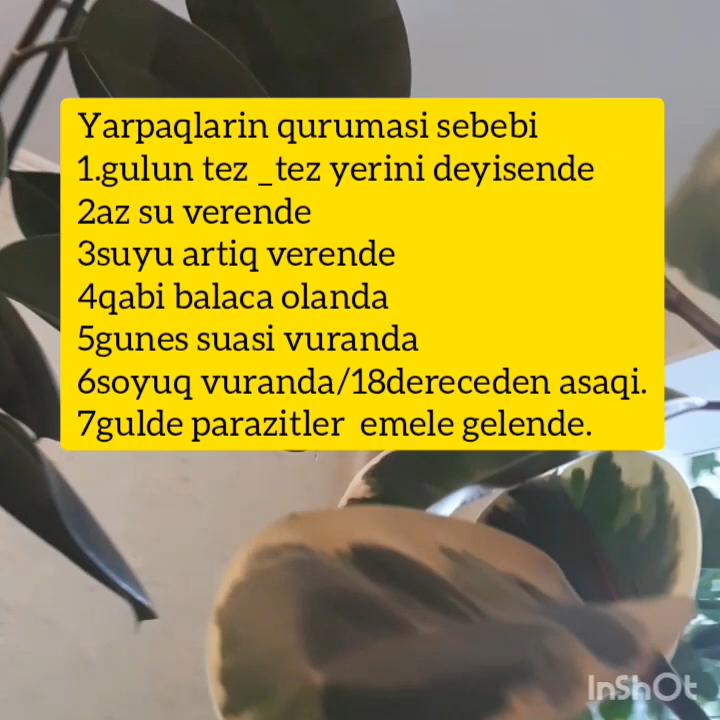 Yarpaqlarin qurumasi sebebi
1.gulun tez _tez yerini deyisende
2az su verende
3suyu artiq verende
4qabi balaca olanda
5gunes suasi vuranda
6soyuq vuranda/18dereceden asaqi.
7gulde parazitler emele gelende.
InShOt